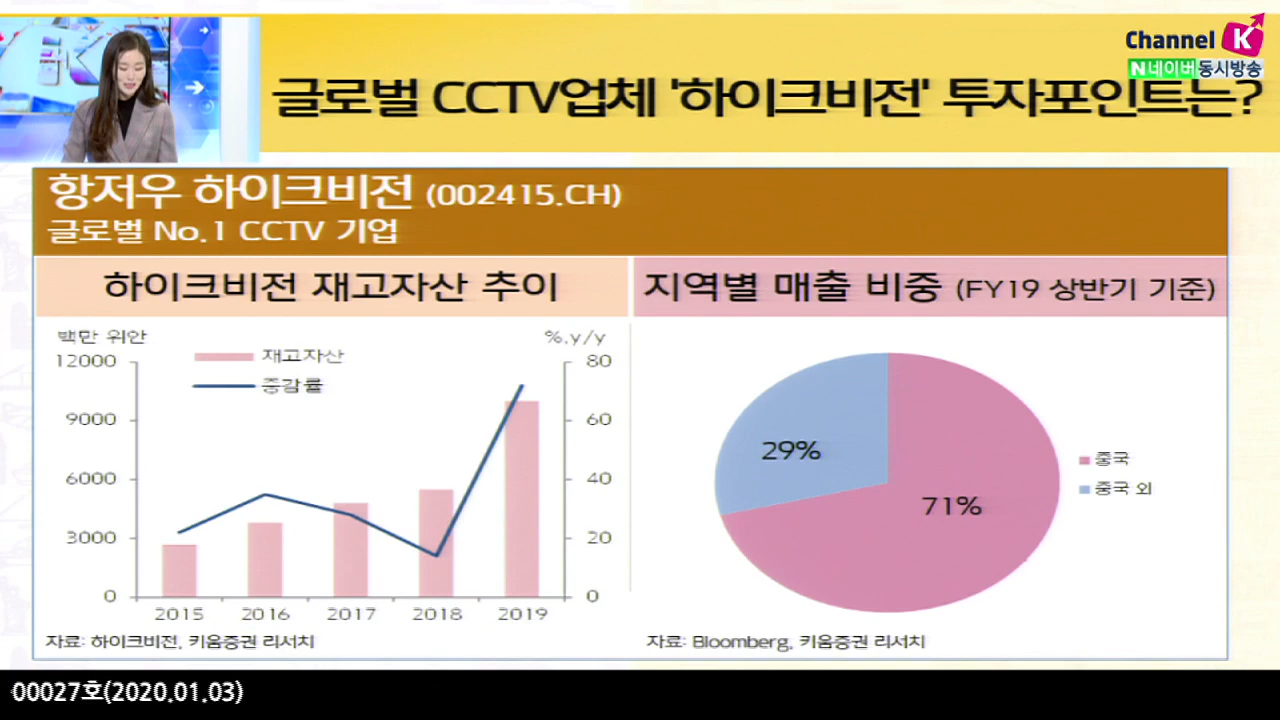 글로벌 CCTV업체 '하이크비전' 투자포인트는?
Channel K
N네이버 동시방송
항저우 하이크비전 (002415.CH)
글로벌 No.1 CCTV 기업
하이크비전 재고자산 추이
백만 위안
%.y/y
재고자산
증감률
12000
9000
6000
3000
0
80
60
40
20
0
2015 2016 2017 2018 2019
자료: 하이크비전, 키움증권 리서치
지역별 매출 비중 (FY19 상반기 기준)
29%
71%
중국
중국 외
자료: Bloomberg, 키움증권 리서치
00027호(2020.01.03)